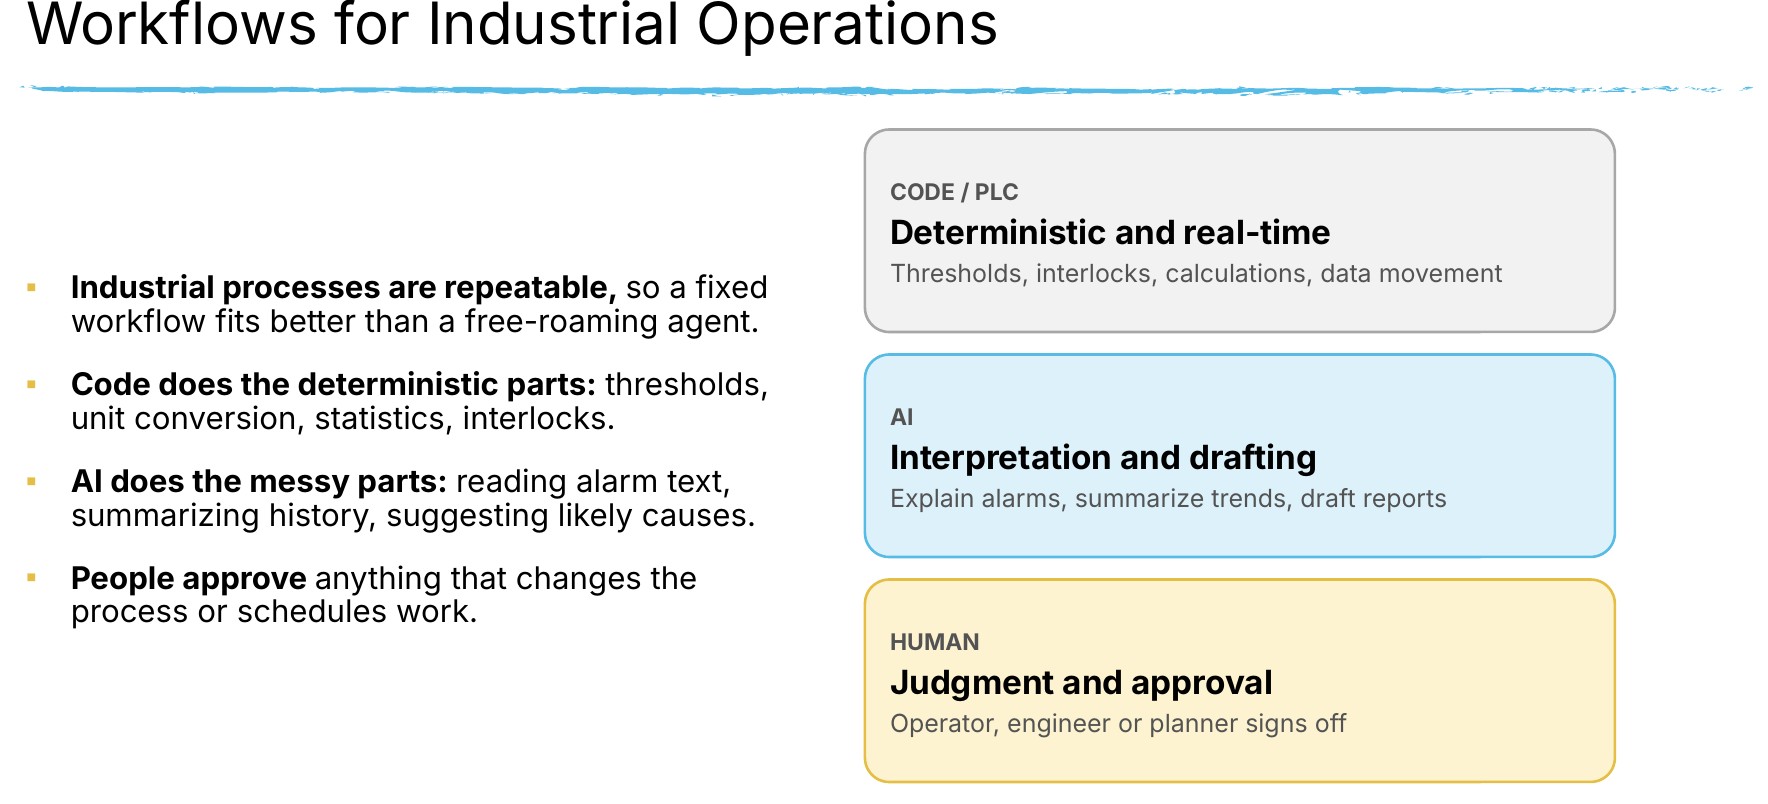 Workflows for Industrial Operations
Industrial processes are repeatable, so a fixed
workflow fits better than a free-roaming agent.
Code does the deterministic parts: thresholds,
unit conversion, statistics, interlocks.
AI does the messy parts: reading alarm text,
summarizing history, suggesting likely causes.
People approve anything that changes the
process or schedules work.
CODE / PLC
Deterministic and real-time
Thresholds, interlocks, calculations, data movement
AI
Interpretation and drafting
Explain alarms, summarize trends, draft reports
HUMAN
Judgment and approval
Operator, engineer or planner signs off